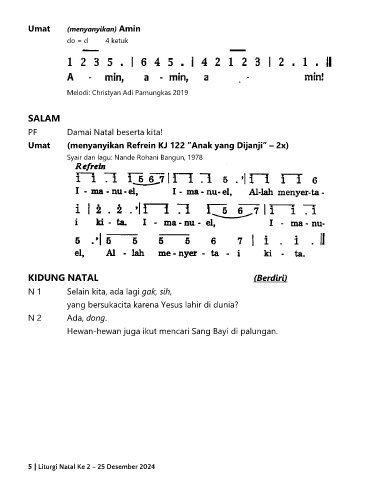 Umat (menyanyikan) Amin
do = d 4 ketuk
1 2 3 5 . | 6 4 5 . | 4 2 1 2 3 | 2 . 1 . ||
A - min, a - min, a - min!
Melodi: Christyan Adi Pamungkas 2019
SALAM
PF Damai Natal beserta kita!
Umat (menyanyikan Refrein KJ 122 "Anak yang Dijanji" – 2x)
Syair dan lagu: Nande Rohani Bangun, 1978
Refrein
1 1 . 1 1 5 6 7 | 1 1 . 1 1 5 . ' | 1 1 1 1 6
I - ma - nu - el, I - ma - nu - el, Al-lah menyer-ta -
i | 2 . 2 . ' | 1 1 . 1 1 5 6 7 | 1 1 . 1
i ki - ta. I - ma - nu - el, I - ma - nu-
5 . ' | 5 5 5 5 6 7 | 1 . 1 . ||
el, Al - lah me - nyer - ta - i ki - ta.
KIDUNG NATAL (Berdiri)
N 1 Selain kita, ada lagi gak, sih,
yang bersukacita karena Yesus lahir di dunia?
N 2 Ada, dong.
Hewan-hewan juga ikut mencari Sang Bayi di palungan.
5 | Liturgi Natal Ke 2 – 25 Desember 2024